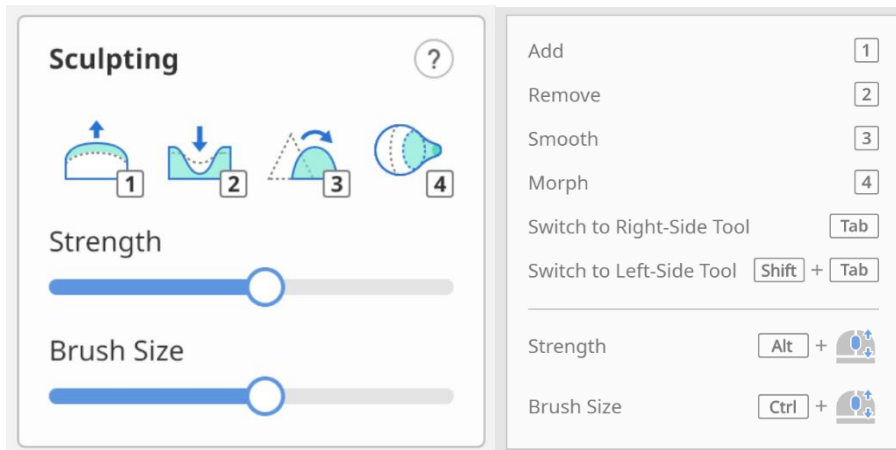 Sculpting ?
1 2 3 4
Strength
Brush Size
Add 1
Remove 2
Smooth 3
Morph 4
Switch to Right-Side Tool Tab
Switch to Left-Side Tool Shift + Tab
Strength Alt +
Brush Size Ctrl +